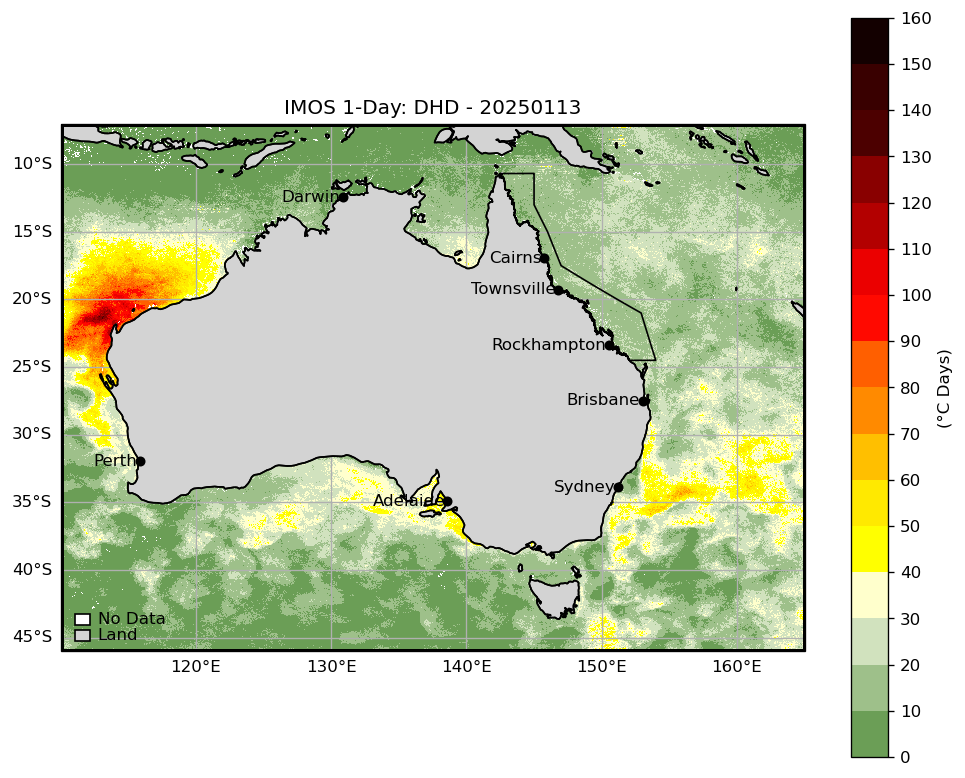 IMOS 1-Day: DHD - 20250113
160
150
140
130
120
110
100
90
80
70
60
50
40
30
20
10
0
(°C Days)
10°S
15°S
20°S
25°S
30°S
35°S
40°S
45°S
Darwin
Cairns
Townsville
Rockhampton
Brisbane
Perth
Sydney
Adelaide
No Data
Land
120°E
130°E
140°E
150°E
160°E